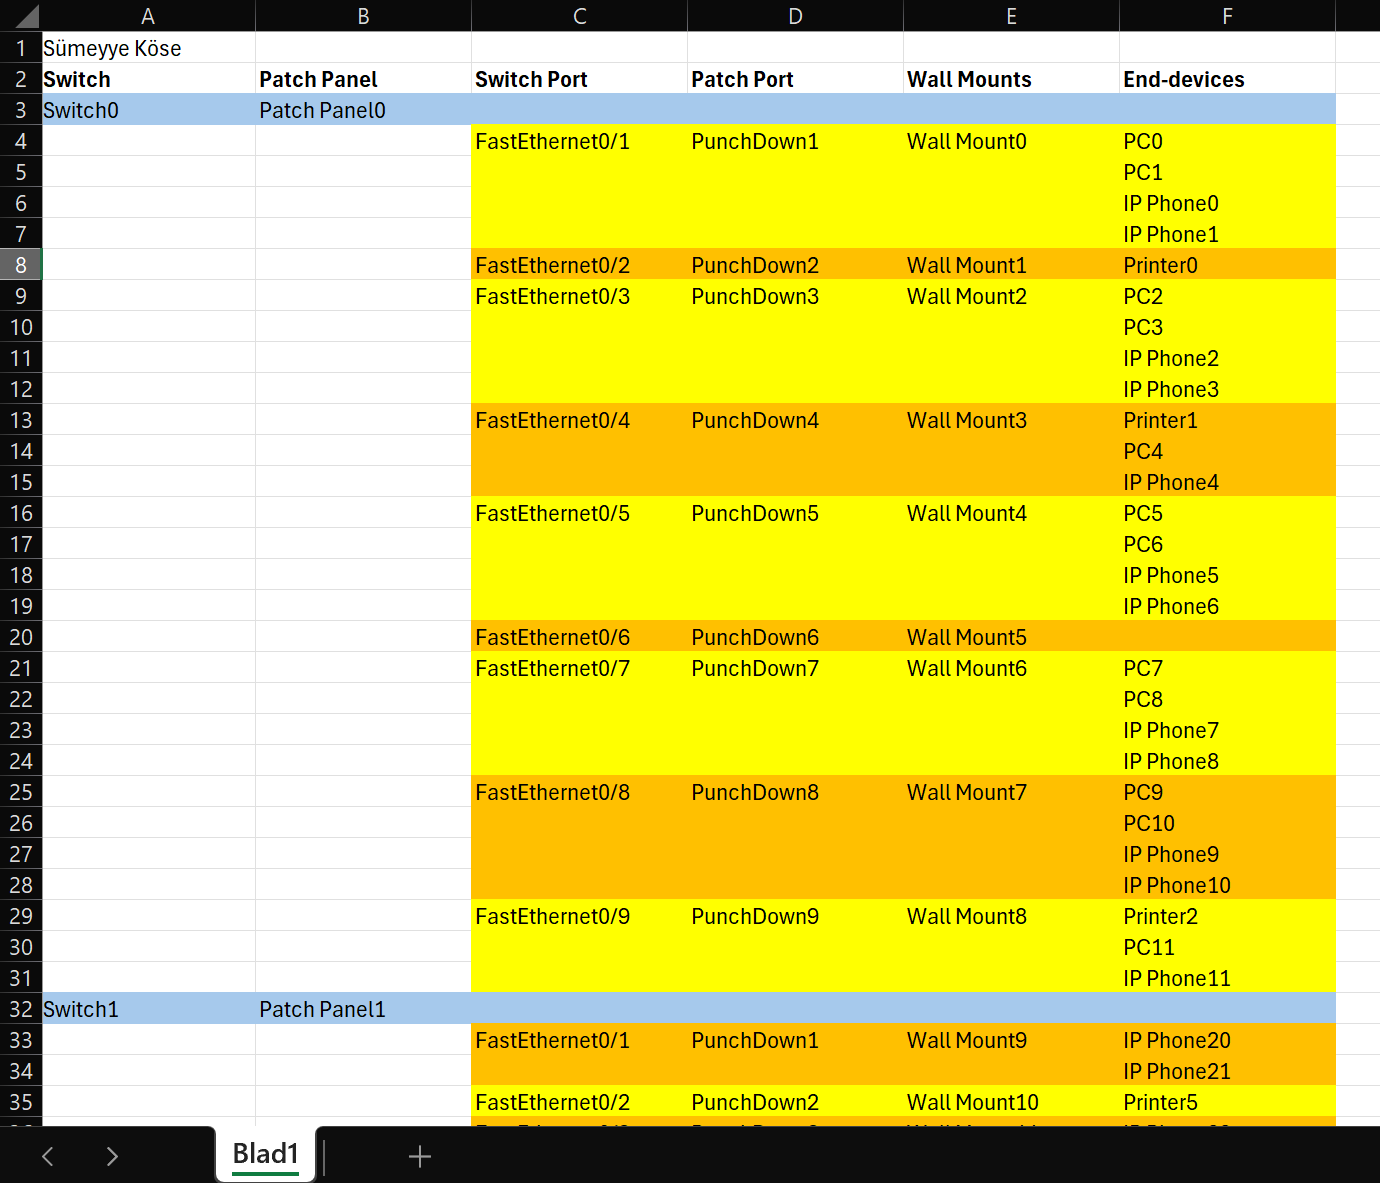 A B C D E F
1 Sümeyye Köse
2 Switch Patch Panel Switch Port Patch Port Wall Mounts End-devices
3 Switch0 Patch Panel0
4 FastEthernet0/1 PunchDown1 Wall Mount0 PC0
5 PC1
6 IP Phone0
7 IP Phone1
8 FastEthernet0/2 PunchDown2 Wall Mount1 Printer0
9 FastEthernet0/3 PunchDown3 Wall Mount2 PC2
10 PC3
11 IP Phone2
12 IP Phone3
13 FastEthernet0/4 PunchDown4 Wall Mount3 Printer1
14 PC4
15 IP Phone4
16 FastEthernet0/5 PunchDown5 Wall Mount4 PC5
17 PC6
18 IP Phone5
19 IP Phone6
20 FastEthernet0/6 PunchDown6 Wall Mount5
21 FastEthernet0/7 PunchDown7 Wall Mount6 PC7
22 PC8
23 IP Phone7
24 IP Phone8
25 FastEthernet0/8 PunchDown8 Wall Mount7 PC9
26 PC10
27 IP Phone9
28 IP Phone10
29 FastEthernet0/9 PunchDown9 Wall Mount8 Printer2
30 PC11
31 IP Phone11
32 Switch1 Patch Panel1
33 FastEthernet0/1 PunchDown1 Wall Mount9 IP Phone20
34 IP Phone21
35 FastEthernet0/2 PunchDown2 Wall Mount10 Printer5
Blad1